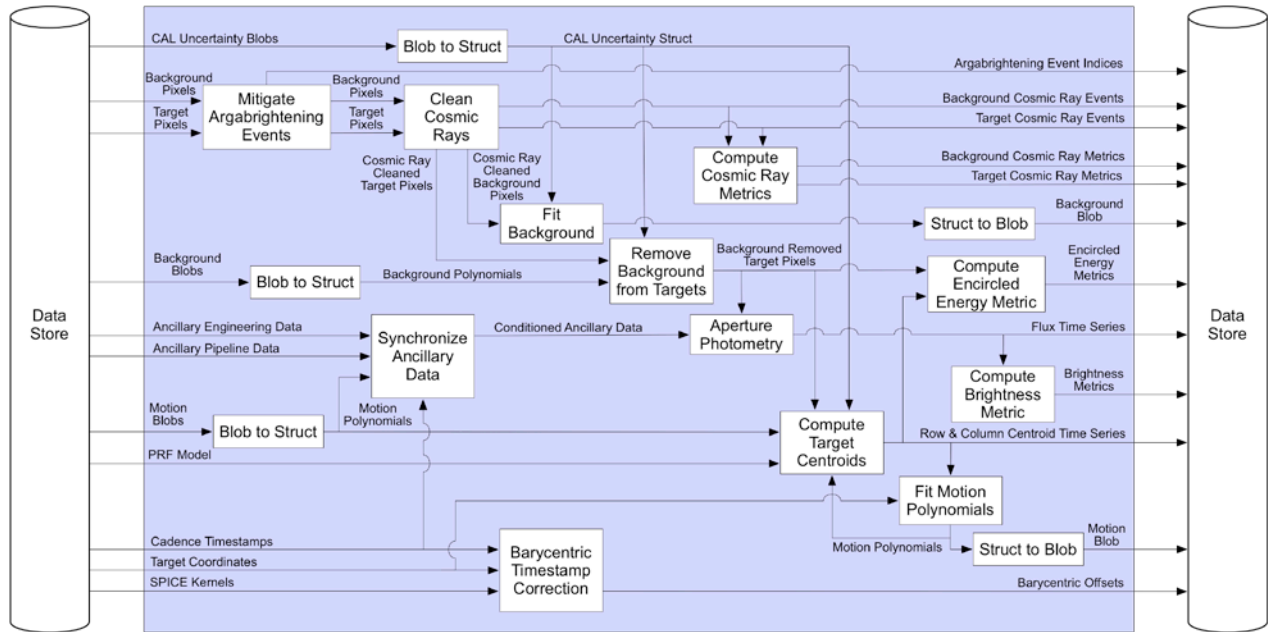 CAL Uncertainty Blobs
Blob to Struct
CAL Uncertainty Struct
Argabrightening Event Indices
Background
Pixels
Target
Pixels
Mitigate
Argabrightening
Events
Background
Pixels
Target
Pixels
Clean
Cosmic
Rays
Background Cosmic Ray Events
Target Cosmic Ray Events
Compute
Cosmic Ray
Metrics
Background Cosmic Ray Metrics
Target Cosmic Ray Metrics
Cosmic Ray
Cleaned
Target Pixels
Cosmic Ray
Cleaned
Background
Pixels
Fit
Background
Struct to Blob
Background
Blob
Background
Blobs
Blob to Struct
Background Polynomials
Remove
Background
from Targets
Background Removed
Target Pixels
Compute
Encircled
Energy Metric
Encircled
Energy
Metrics
Data
Store
Data
Store
Ancillary Engineering Data
Ancillary Pipeline Data
Synchronize
Ancillary
Data
Conditioned Ancillary Data
Aperture
Photometry
Flux Time Series
Compute
Brightness
Metric
Brightness
Metrics
Motion
Blobs
Blob to Struct
Motion
Polynomials
Compute
Target
Centroids
Row & Column Centroid Time Series
PRF Model
Fit Motion
Polynomials
Motion Polynomials
Struct to Blob
Motion
Blob
Cadence Timestamps
Target Coordinates
SPICE Kernels
Barycentric
Timestamp
Correction
Barycentric Offsets